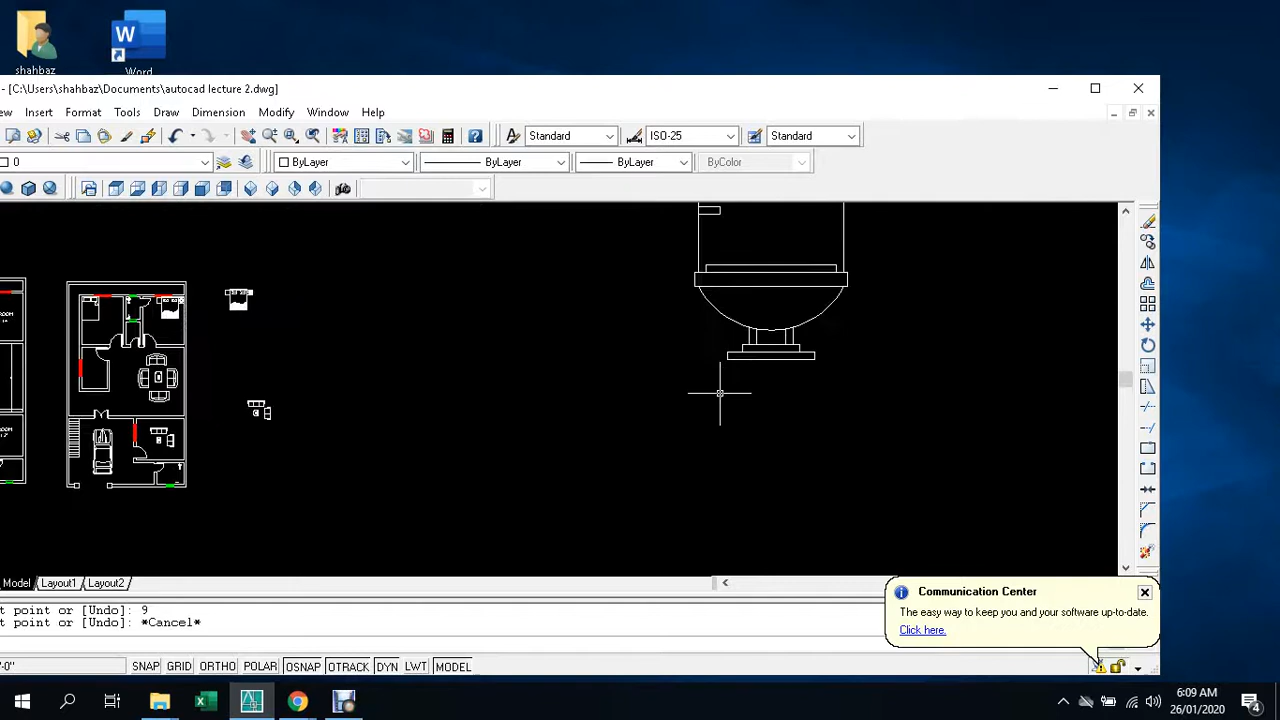 shahbaz
Word
- [C:\Users\shahbaz\Documents\autocad lecture 2.dwg]
ew Insert Format Tools Draw Dimension Modify Window Help
Standard ISO-25 Standard
0 ByLayer ByLayer ByLayer ByColor
Model Layout1 Layout2
t point or [Undo]: 9
t point or [Undo]: *Cancel*
Communication Center
The easy way to keep you and your software up-to-date.
Click here.
-0" SNAP GRID ORTHO POLAR OSNAP OTRACK DYN LWT MODEL
6:09 AM
26/01/2020
4